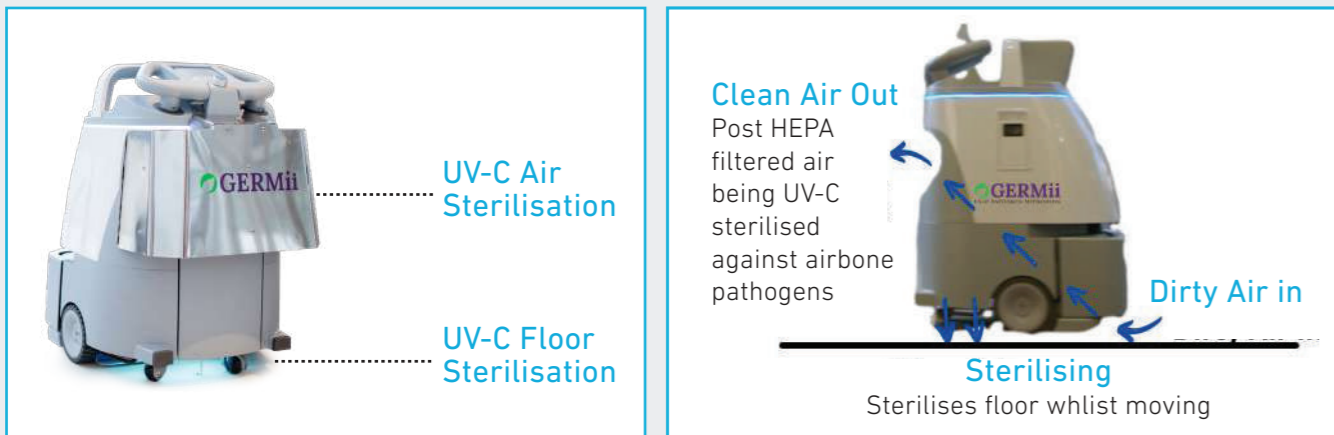 GERMii
UV-C Air
Sterilisation
UV-C Floor
Sterilisation
Clean Air Out
Post HEPA
filtered air
being UV-C
sterilised
against airbone
pathogens
GERMii
Dirty Air in
Sterilising
Sterilises floor whlist moving